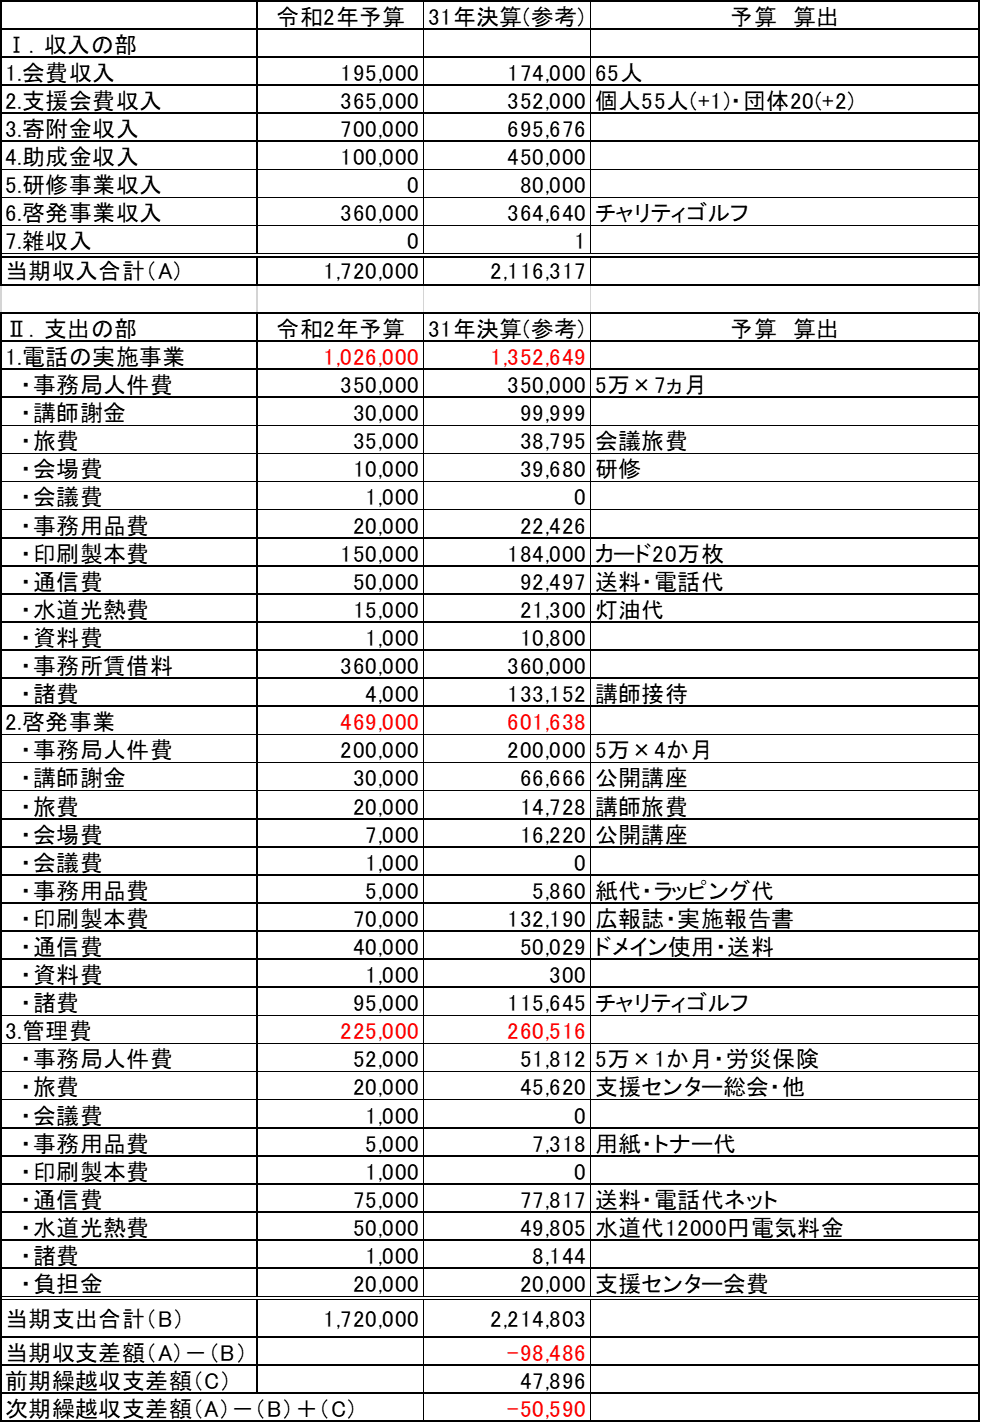 令和2年予算 31年決算(参考) 予算　算出
Ⅰ．収入の部
1.会費収入 195,000 174,000 65人
2.支援会費収入 365,000 352,000 個人55人(+1)・団体20(+2)
3.寄附金収入 700,000 695,676
4.助成金収入 100,000 450,000
5.研修事業収入 0 80,000
6.啓発事業収入 360,000 364,640 チャリティゴルフ
7.雑収入 0 1
当期収入合計(A) 1,720,000 2,116,317
Ⅱ．支出の部 令和2年予算 31年決算(参考) 予算　算出
1.電話の実施事業 1,026,000 1,352,649
・事務局人件費 350,000 350,000 5万×7ヵ月
・講師謝金 30,000 99,999
・旅費 35,000 38,795 会議旅費
・会場費 10,000 39,680 研修
・会議費 1,000 0
・事務用品費 20,000 22,426
・印刷製本費 150,000 184,000 カード20万枚
・通信費 50,000 92,497 送料・電話代
・水道光熱費 15,000 21,300 灯油代
・資料費 1,000 10,800
・事務所賃借料 360,000 360,000
・諸費 4,000 133,152 講師接待
2.啓発事業 469,000 601,638
・事務局人件費 200,000 200,000 5万×4か月
・講師謝金 30,000 66,666 公開講座
・旅費 20,000 14,728 講師旅費
・会場費 7,000 16,220 公開講座
・会議費 1,000 0
・事務用品費 5,000 5,860 紙代・ラッピング代
・印刷製本費 70,000 132,190 広報誌・実施報告書
・通信費 40,000 50,029 ドメイン使用・送料
・資料費 1,000 300
・諸費 95,000 115,645 チャリティゴルフ
3.管理費 225,000 260,516
・事務局人件費 52,000 51,812 5万×1か月・労災保険
・旅費 20,000 45,620 支援センター総会・他
・会議費 1,000 0
・事務用品費 5,000 7,318 用紙・トナー代
・印刷製本費 1,000 0
・通信費 75,000 77,817 送料・電話代ネット
・水道光熱費 50,000 49,805 水道代12000円電気料金
・諸費 1,000 8,144
・負担金 20,000 20,000 支援センター会費
当期支出合計(B) 1,720,000 2,214,803
当期収支差額(A)－(B) -98,486
前期繰越収支差額(C) 47,896
次期繰越収支差額(A)－(B)＋(C) -50,590